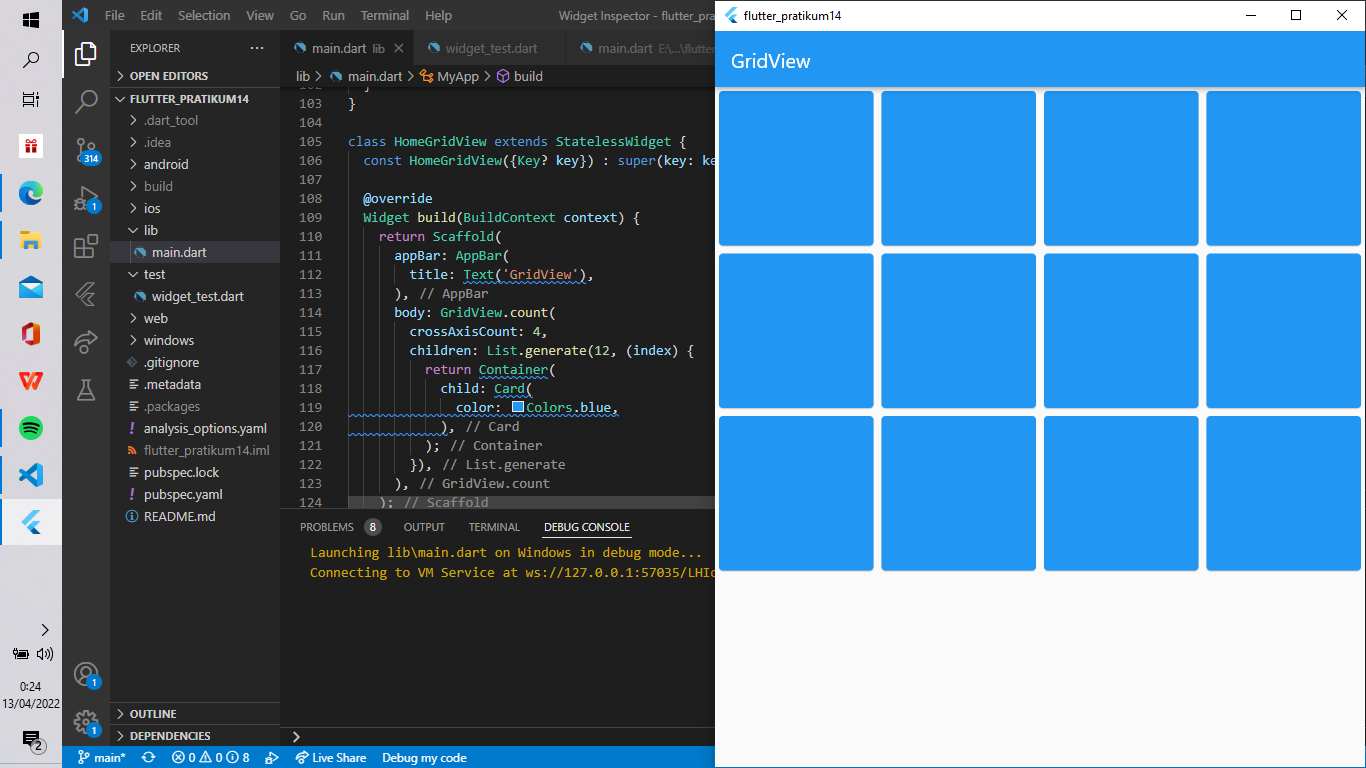 File Edit Selection View Go Run Terminal Help
Widget Inspector - flutter_pra
flutter_pratikum14
EXPLORER
OPEN EDITORS
FLUTTER_PRATIKUM14
.dart_tool
.idea
android
build
ios
lib
main.dart
test
widget_test.dart
web
windows
.gitignore
.metadata
.packages
analysis_options.yaml
flutter_pratikum14.iml
pubspec.lock
pubspec.yaml
README.md
OUTLINE
DEPENDENCIES
314
1
1
1
main.dart lib
widget_test.dart
main.dart E:\...\flutter
lib > main.dart > MyApp > build
102 }
103 }
104
105 class HomeGridView extends StatelessWidget {
106 const HomeGridView({Key? key}) : super(key: ke
107
108 @override
109 Widget build(BuildContext context) {
110 return Scaffold(
111 appBar: AppBar(
112 title: Text('GridView'),
113 ), // AppBar
114 body: GridView.count(
115 crossAxisCount: 4,
116 children: List.generate(12, (index) {
117 return Container(
118 child: Card(
119 color: Colors.blue,
120 ), // Card
121 ); // Container
122 }), // List.generate
123 ), // GridView.count
124 ); // Scaffold
PROBLEMS 8 OUTPUT TERMINAL DEBUG CONSOLE
Launching lib\main.dart on Windows in debug mode...
Connecting to VM Service at ws://127.0.0.1:57035/LHI
GridView
0:24
13/04/2022
2
main* 0 0 8 Live Share Debug my code